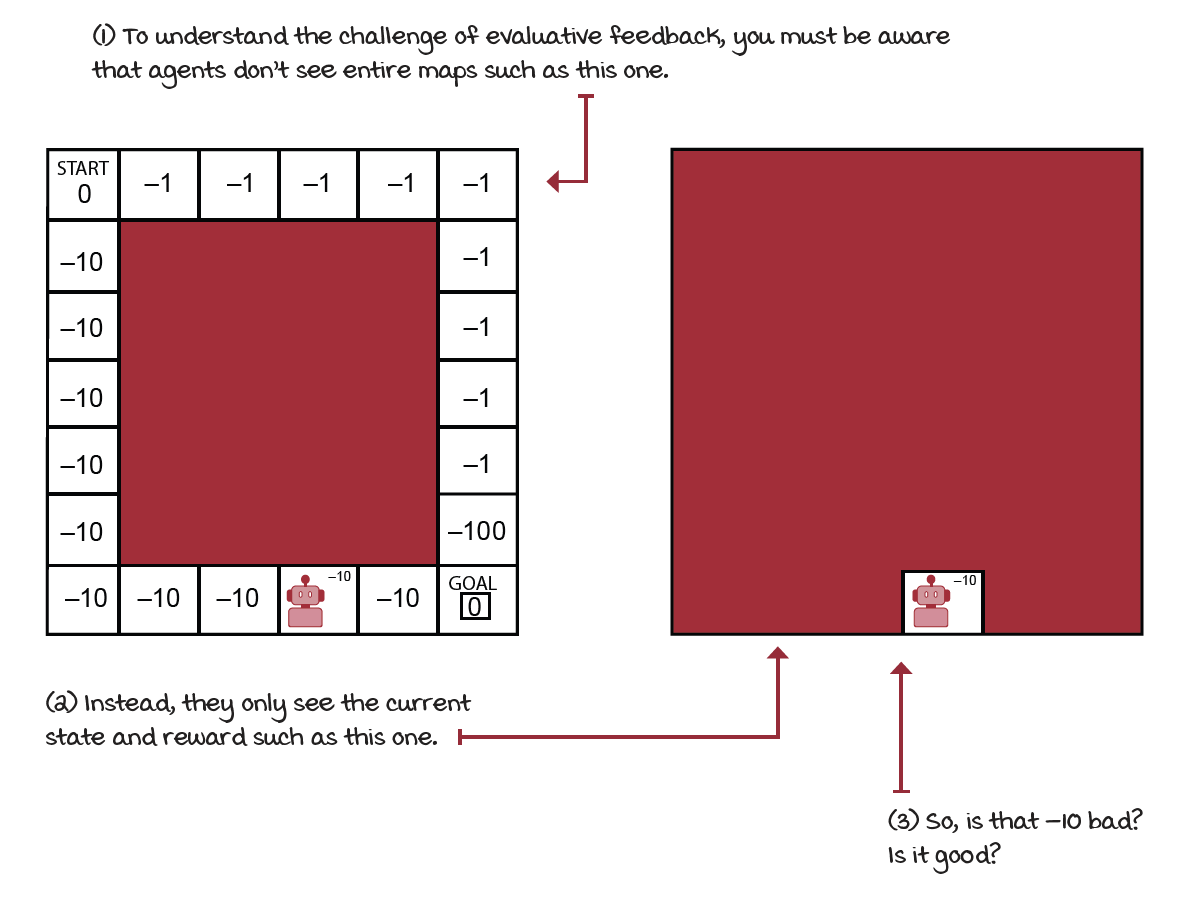 (1) To understand the challenge of evaluative feedback, you must be aware
that agents don't see entire maps such as this one.
START
0
–1
–1
–1
–1
–1
–10
–1
–10
–1
–10
–1
–10
–1
–10
–100
–10
–10
–10
–10
–10
GOAL
0
–10
(2) Instead, they only see the current
state and reward such as this one.
(3) So, is that –10 bad?
Is it good?